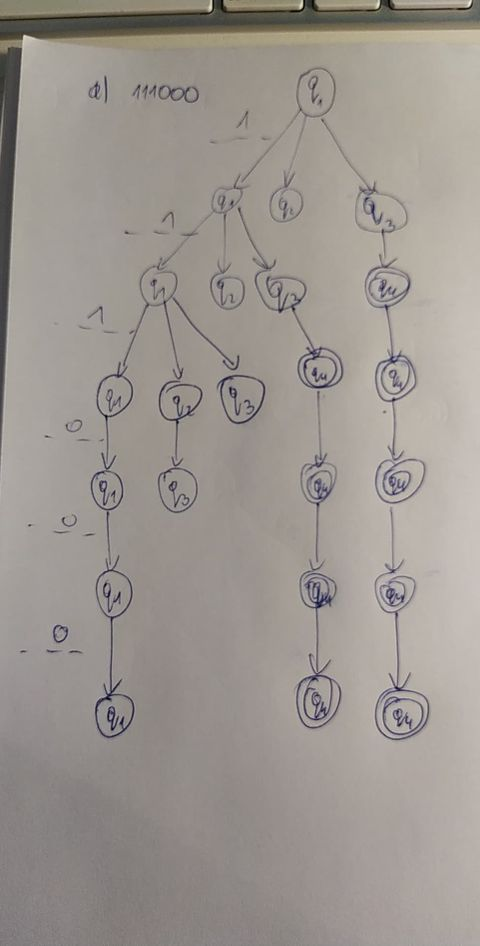 a) 111000
q₁
1
q₁ q₂ q₃
1
q₁ q₂ q₃ q₄
1
q₁ q₂ q₃ q₄ q₄
0
q₁ q₃ q₄ q₄
0
q₁ q₄ q₄
0
q₁ q₄ q₄